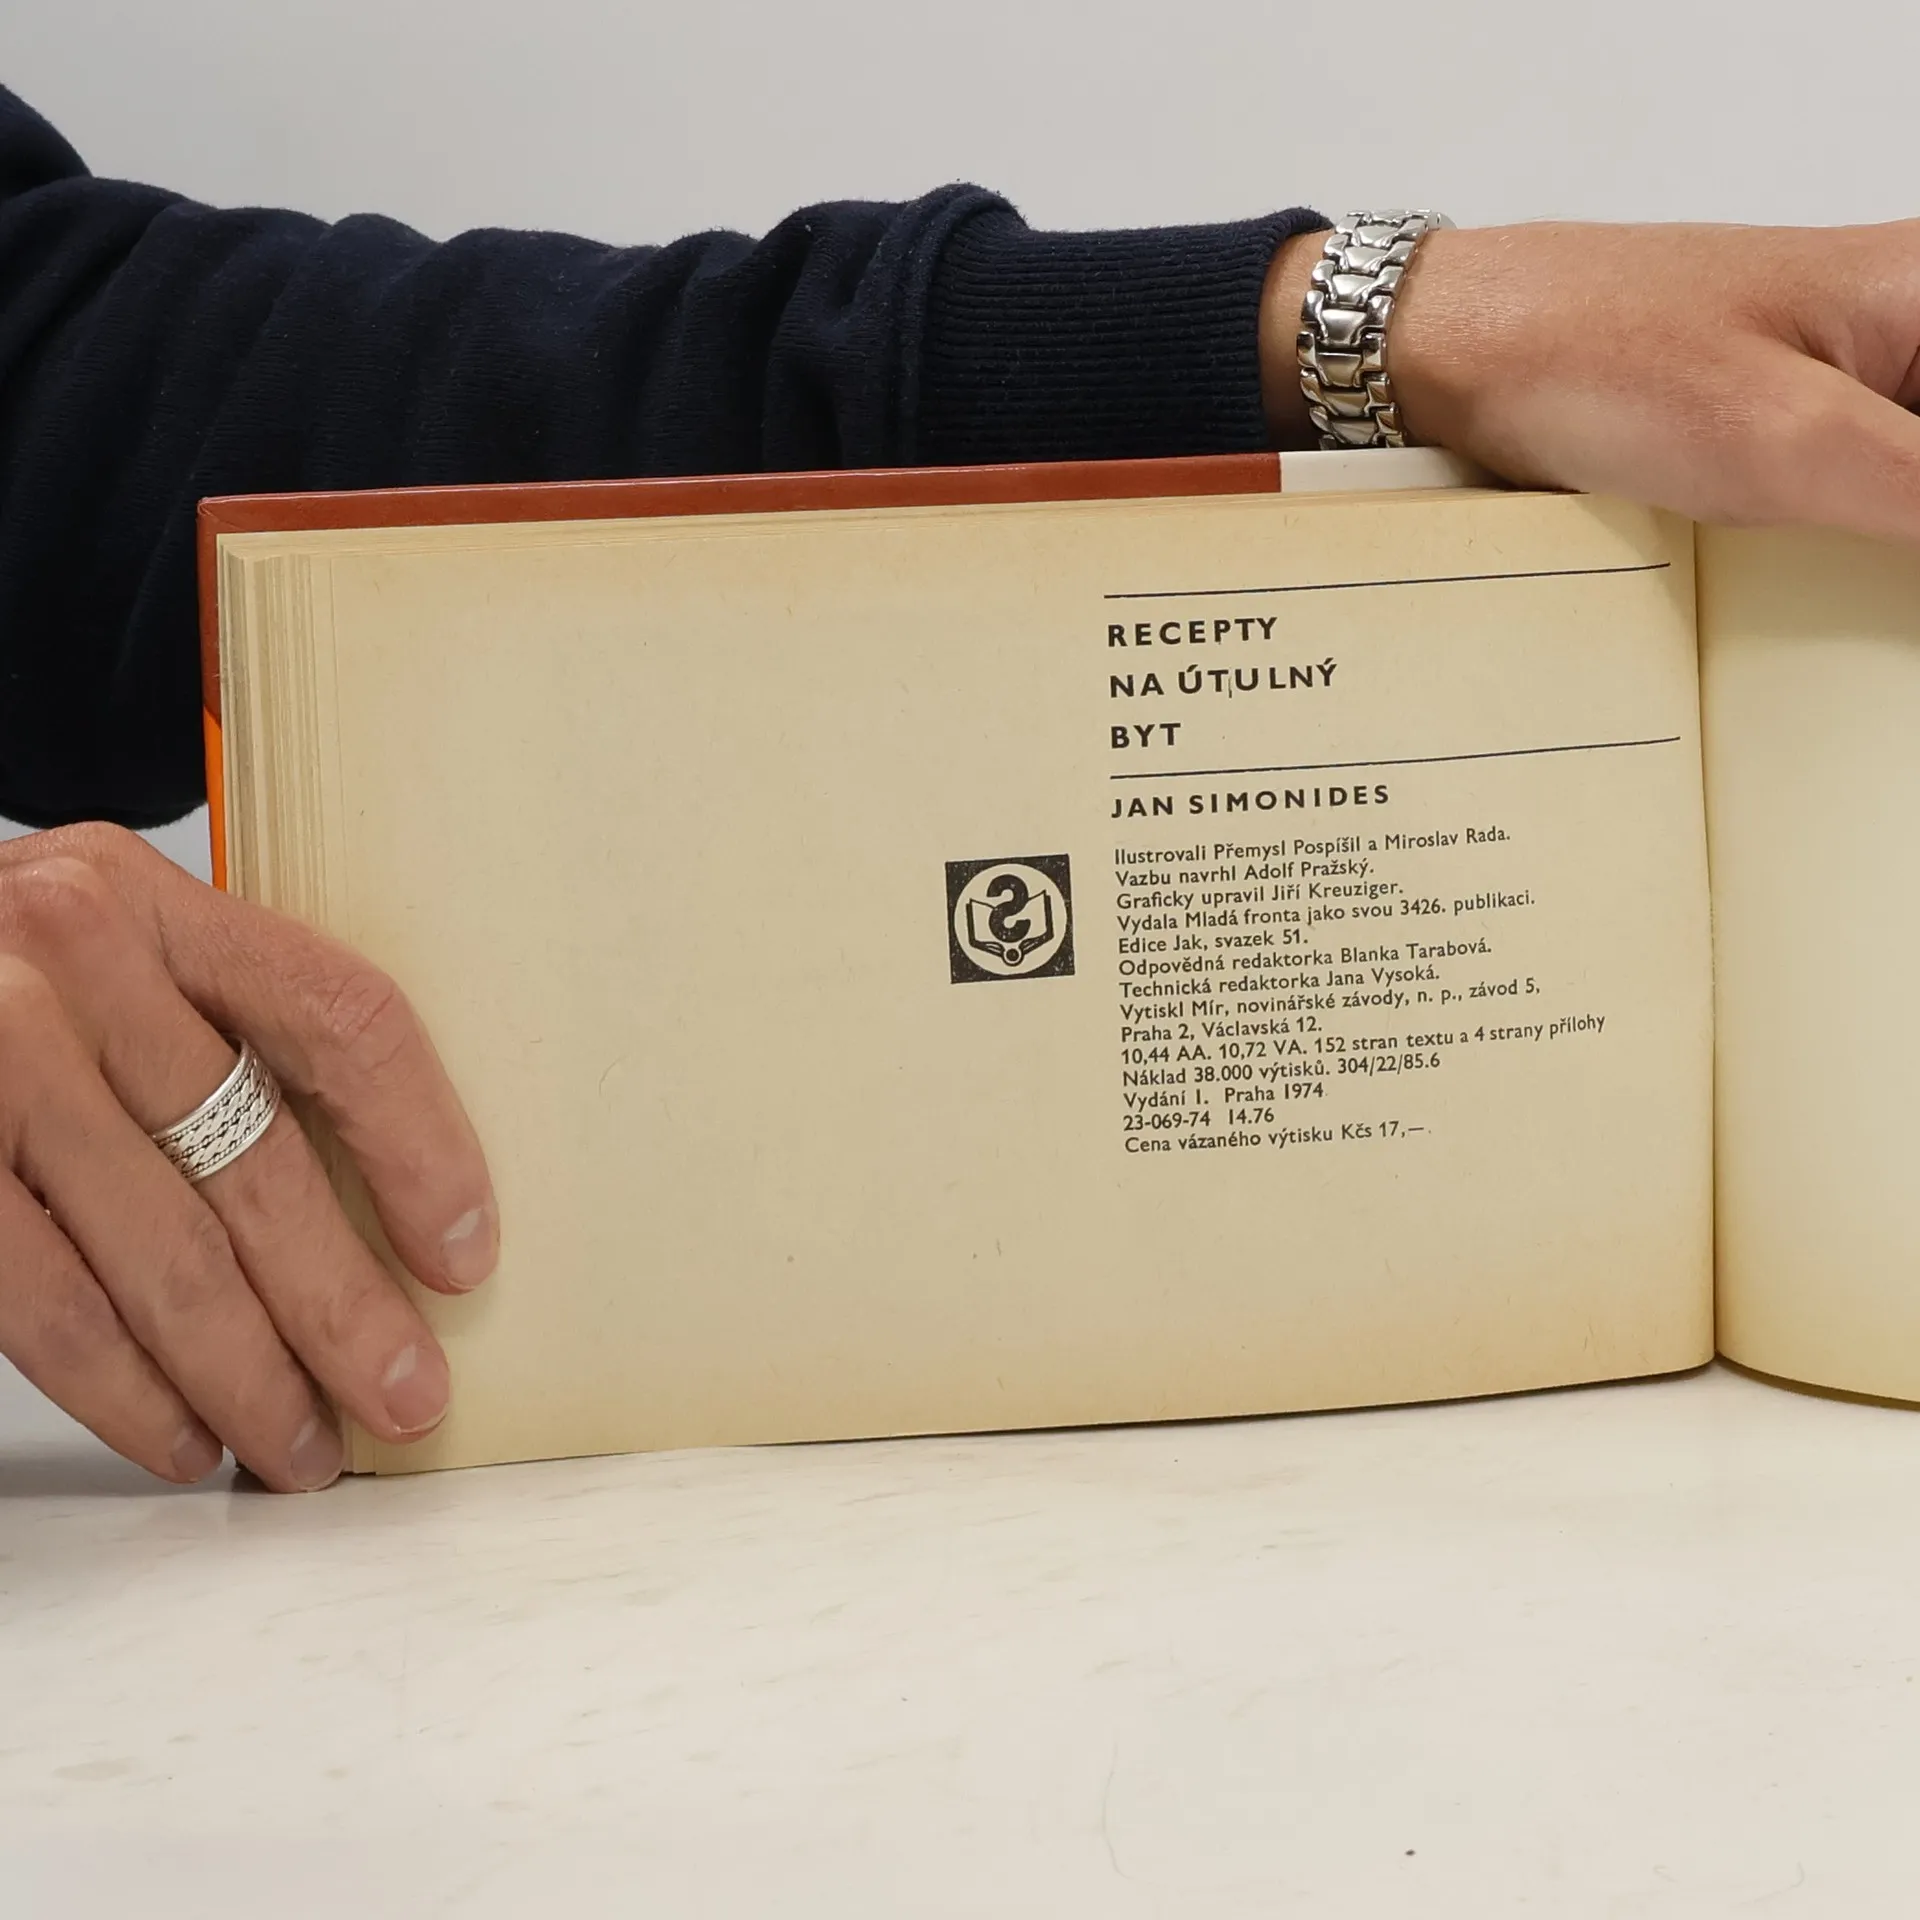 RECEPTY
NA ÚTULNÝ
BYT
JAN SIMONIDES
Ilustrovali Přemysl Pospíšil a Miroslav Rada.
Vazbu navrhl Adolf Pražský.
Graficky upravil Jiří Kreuziger.
Vydala Mladá fronta jako svou 3426. publikaci.
Edice Jak, svazek 51.
Odpovědná redaktorka Blanka Tarabová.
Technická redaktorka Jana Vysoká.
Vytiskl Mír, novinářské závody, n. p., závod 5,
Praha 2, Václavská 12.
10,44 AA. 10,72 VA. 152 stran textu a 4 strany přílohy
Náklad 38.000 výtisků. 304/22/85.6
Vydání I. Praha 1974
23-069-74 14.76
Cena vázaného výtisku Kčs 17,—.